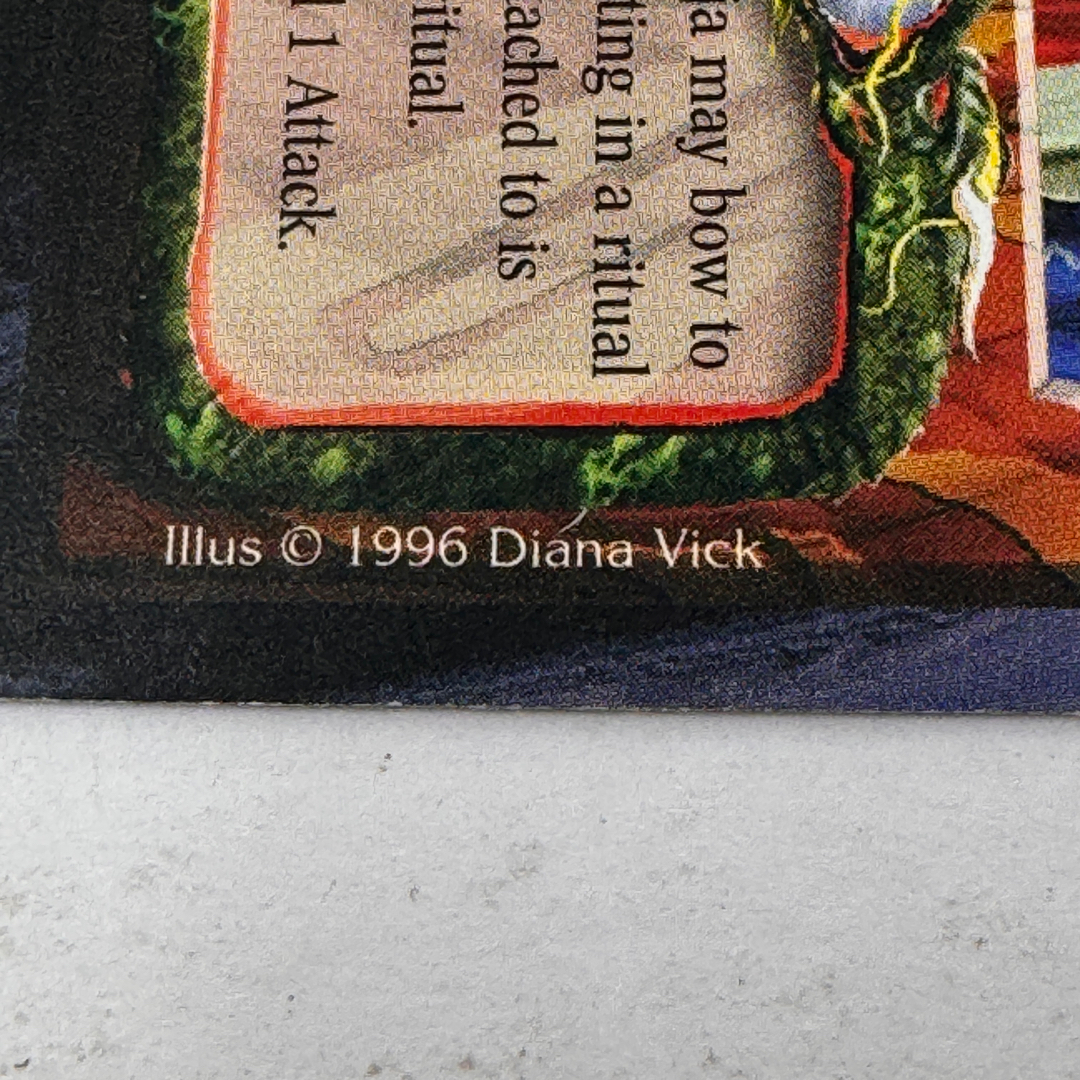 a may bow to
ting in a ritual
ached to is
itual.
1 Attack.
Illus © 1996 Diana Vick